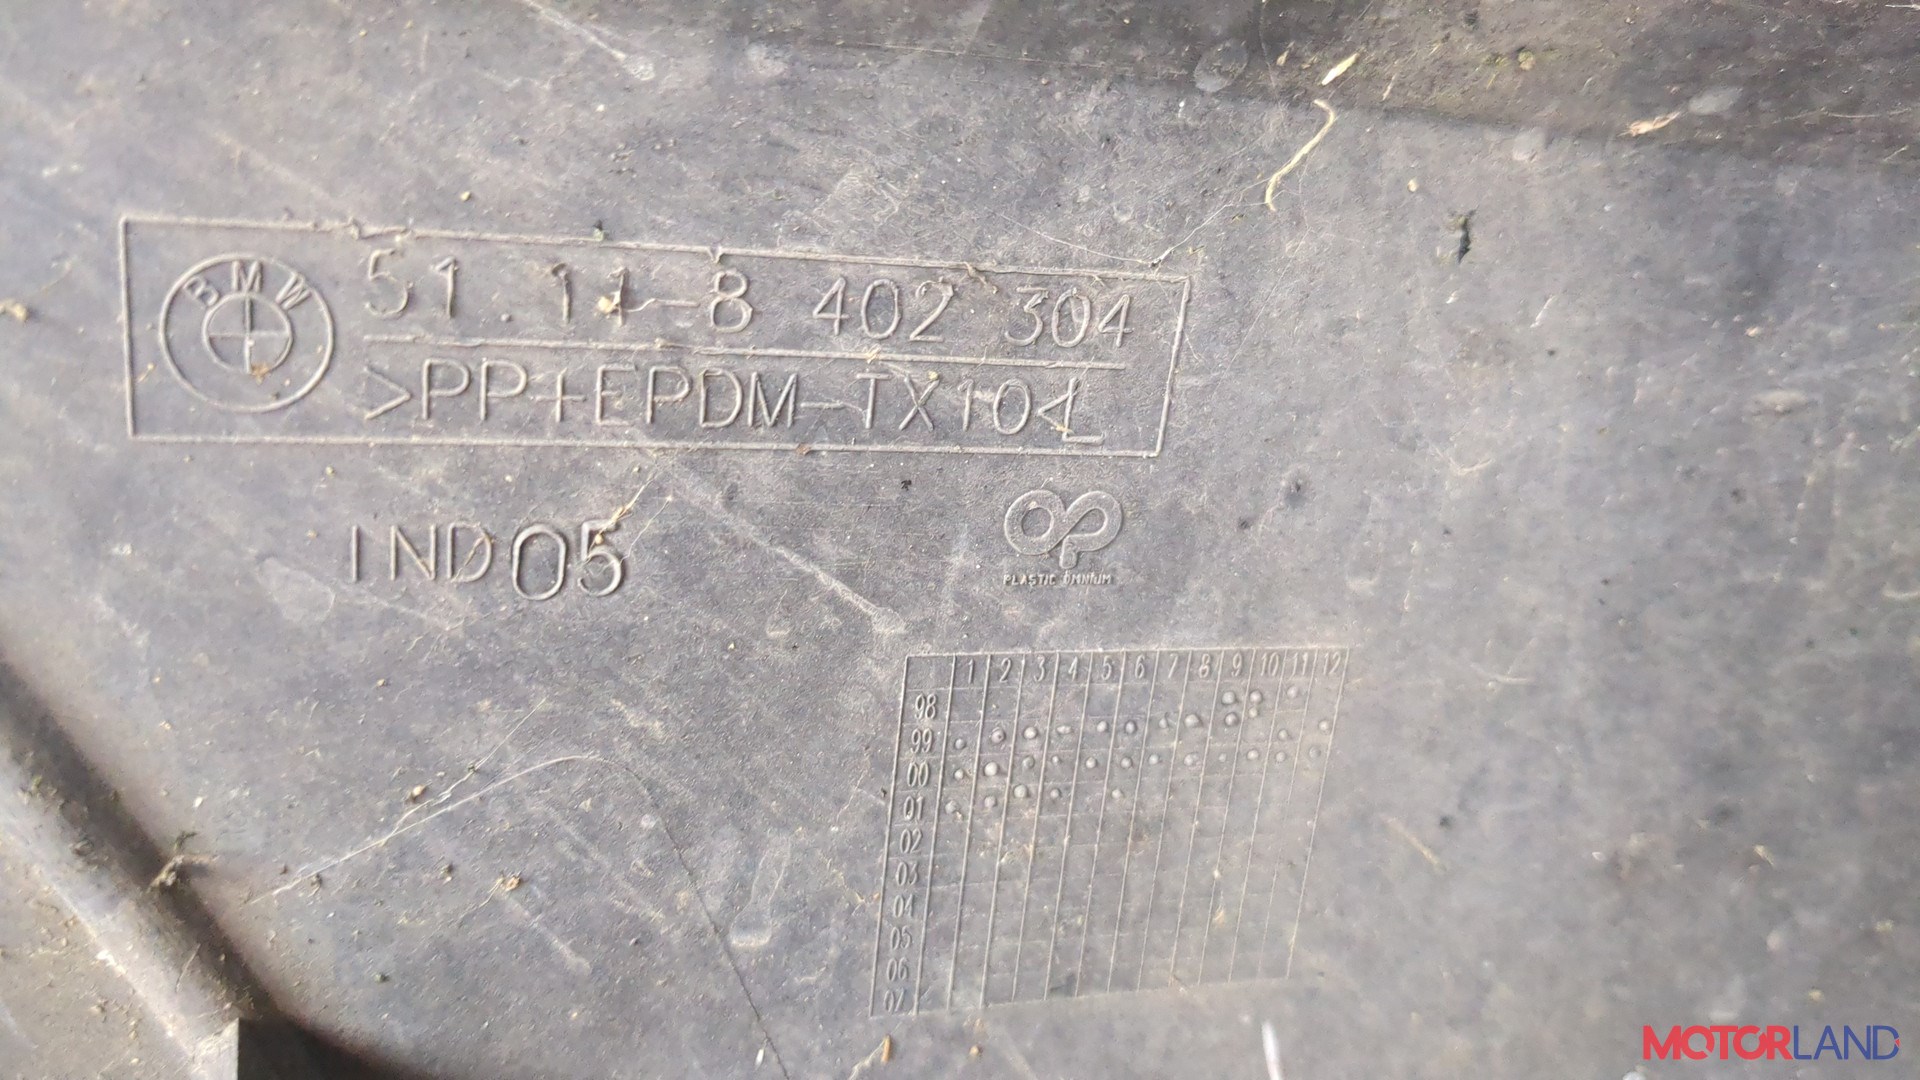 BMW
51.11-8 402 304
>PP+EPDM-TX10<L
IND05
PLASTIC OMNIUM
1 2 3 4 5 6 7 8 9 10 11 12
98
99
00
01
02
03
04
05
06
07
MOTORLAND